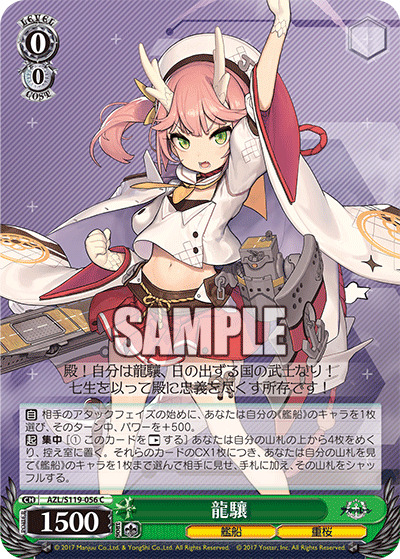 LEVEL
0
0
COST
SAMPLE
殿！自分は龍驤、日の出ずる国の武士なり！
七生を以って殿に忠義を尽くす所存です！
自 相手のアタックフェイズの始めに、あなたは自分の《艦船》のキャラを1枚
選び、そのターン中、パワーを+500。
起 集中 ［① このカードを する］ あなたは自分の山札の上から4枚をめく
り、控え室に置く。それらのカードのCX1枚につき、あなたは自分の山札を見
て《艦船》のキャラを1枚まで選んで相手に見せ、手札に加え、その山札をシャッ
フルする。
CH AZL/S119-056 C
1500
龍驤
艦船 重桜
© 2017 Manjuu Co.,Ltd. & YongShi Co.,Ltd. All Rights Reserved. © 2017 Yostar, Inc. All Rights Reserved.